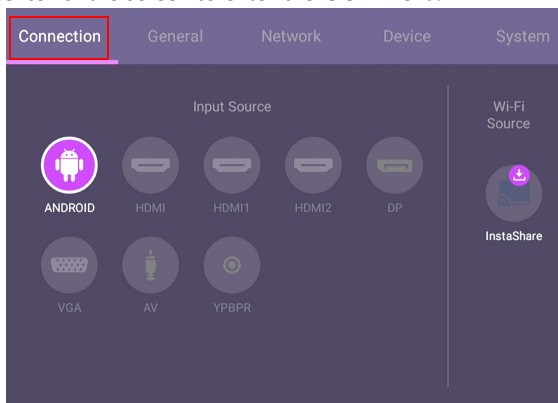 Connection General Network Device System
Input Source
Wi-Fi
Source
ANDROID HDMI HDMI1 HDMI2 DP
InstaShare
VGA AV YPBPR